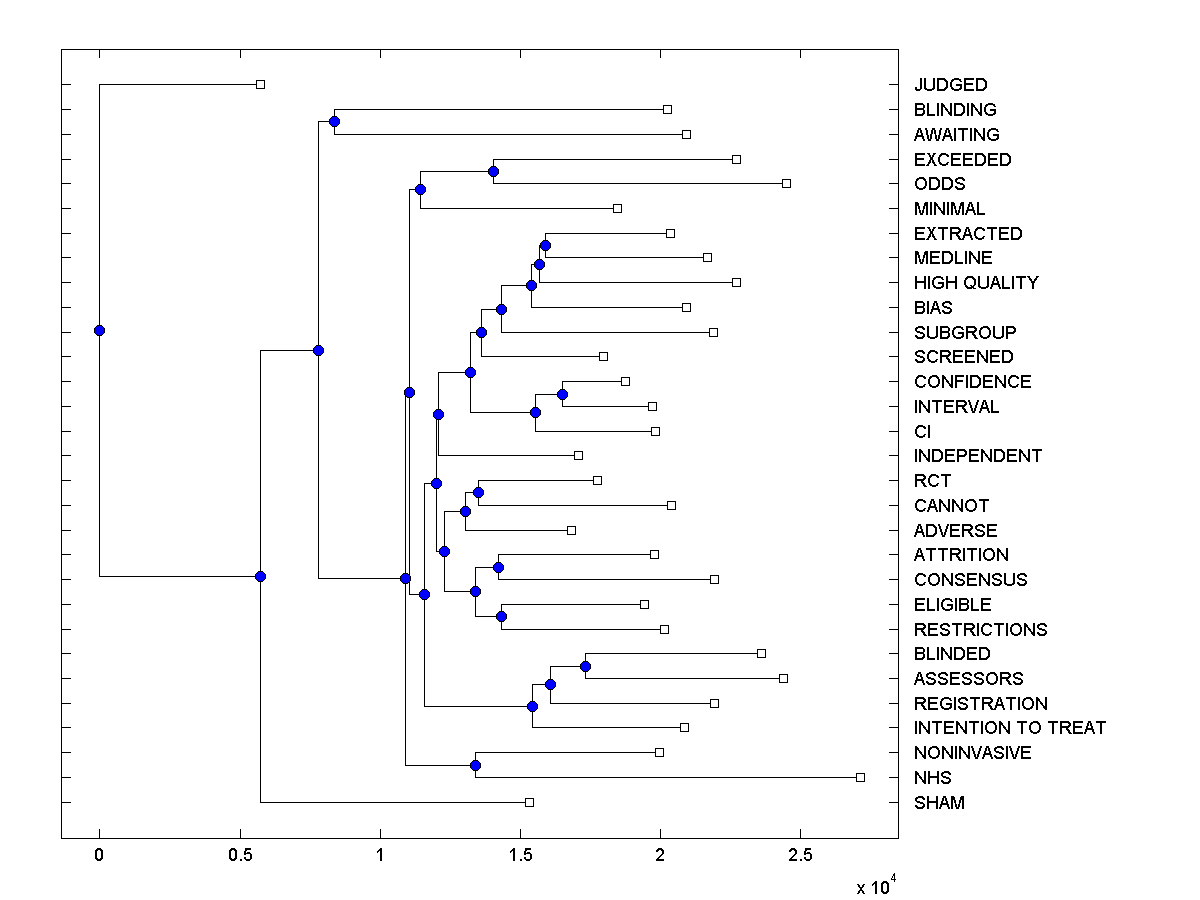 JUDGED
BLINDING
AWAITING
EXCEEDED
ODDS
MINIMAL
EXTRACTED
MEDLINE
HIGH QUALITY
BIAS
SUBGROUP
SCREENED
CONFIDENCE
INTERVAL
CI
INDEPENDENT
RCT
CANNOT
ADVERSE
ATTRITION
CONSENSUS
ELIGIBLE
RESTRICTIONS
BLINDED
ASSESSORS
REGISTRATION
INTENTION TO TREAT
NONINVASIVE
NHS
SHAM
0 0.5 1 1.5 2 2.5
x 10^4